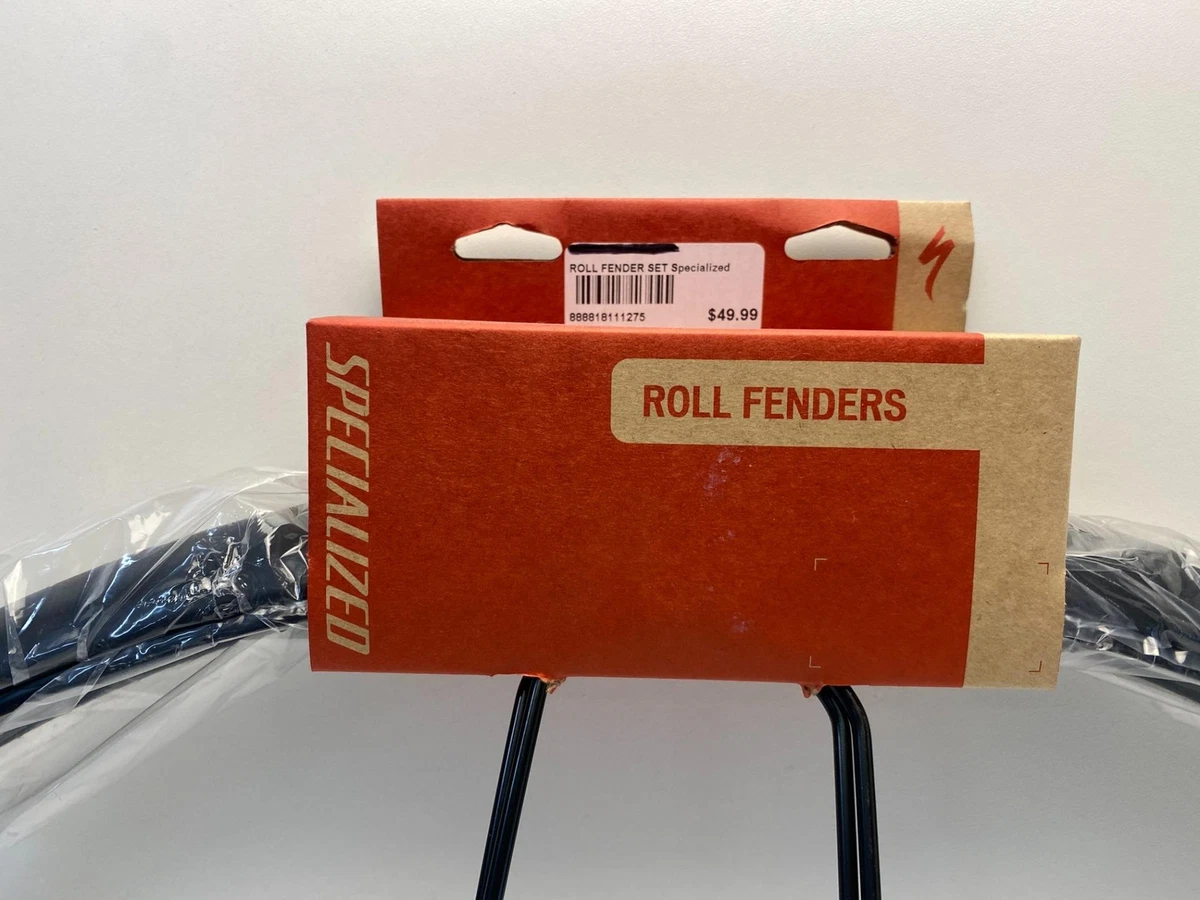 ROLL FENDER SET Specialized
888818111275
$49.99
ROLL FENDERS
SPECIALIZED